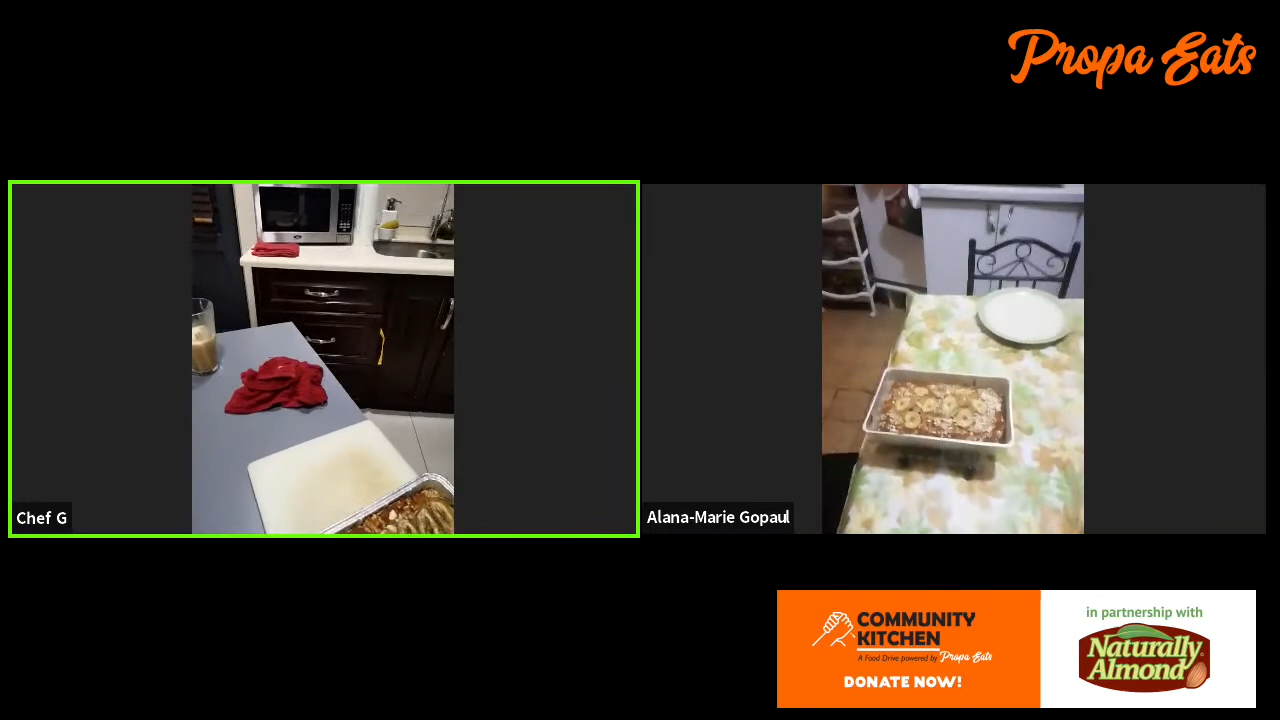 Propa Eats
Chef G
Alana-Marie Gopaul
COMMUNITY
KITCHEN
A Food Drive powered by Propa Eats
DONATE NOW!
in partnership with
Naturally
Almond